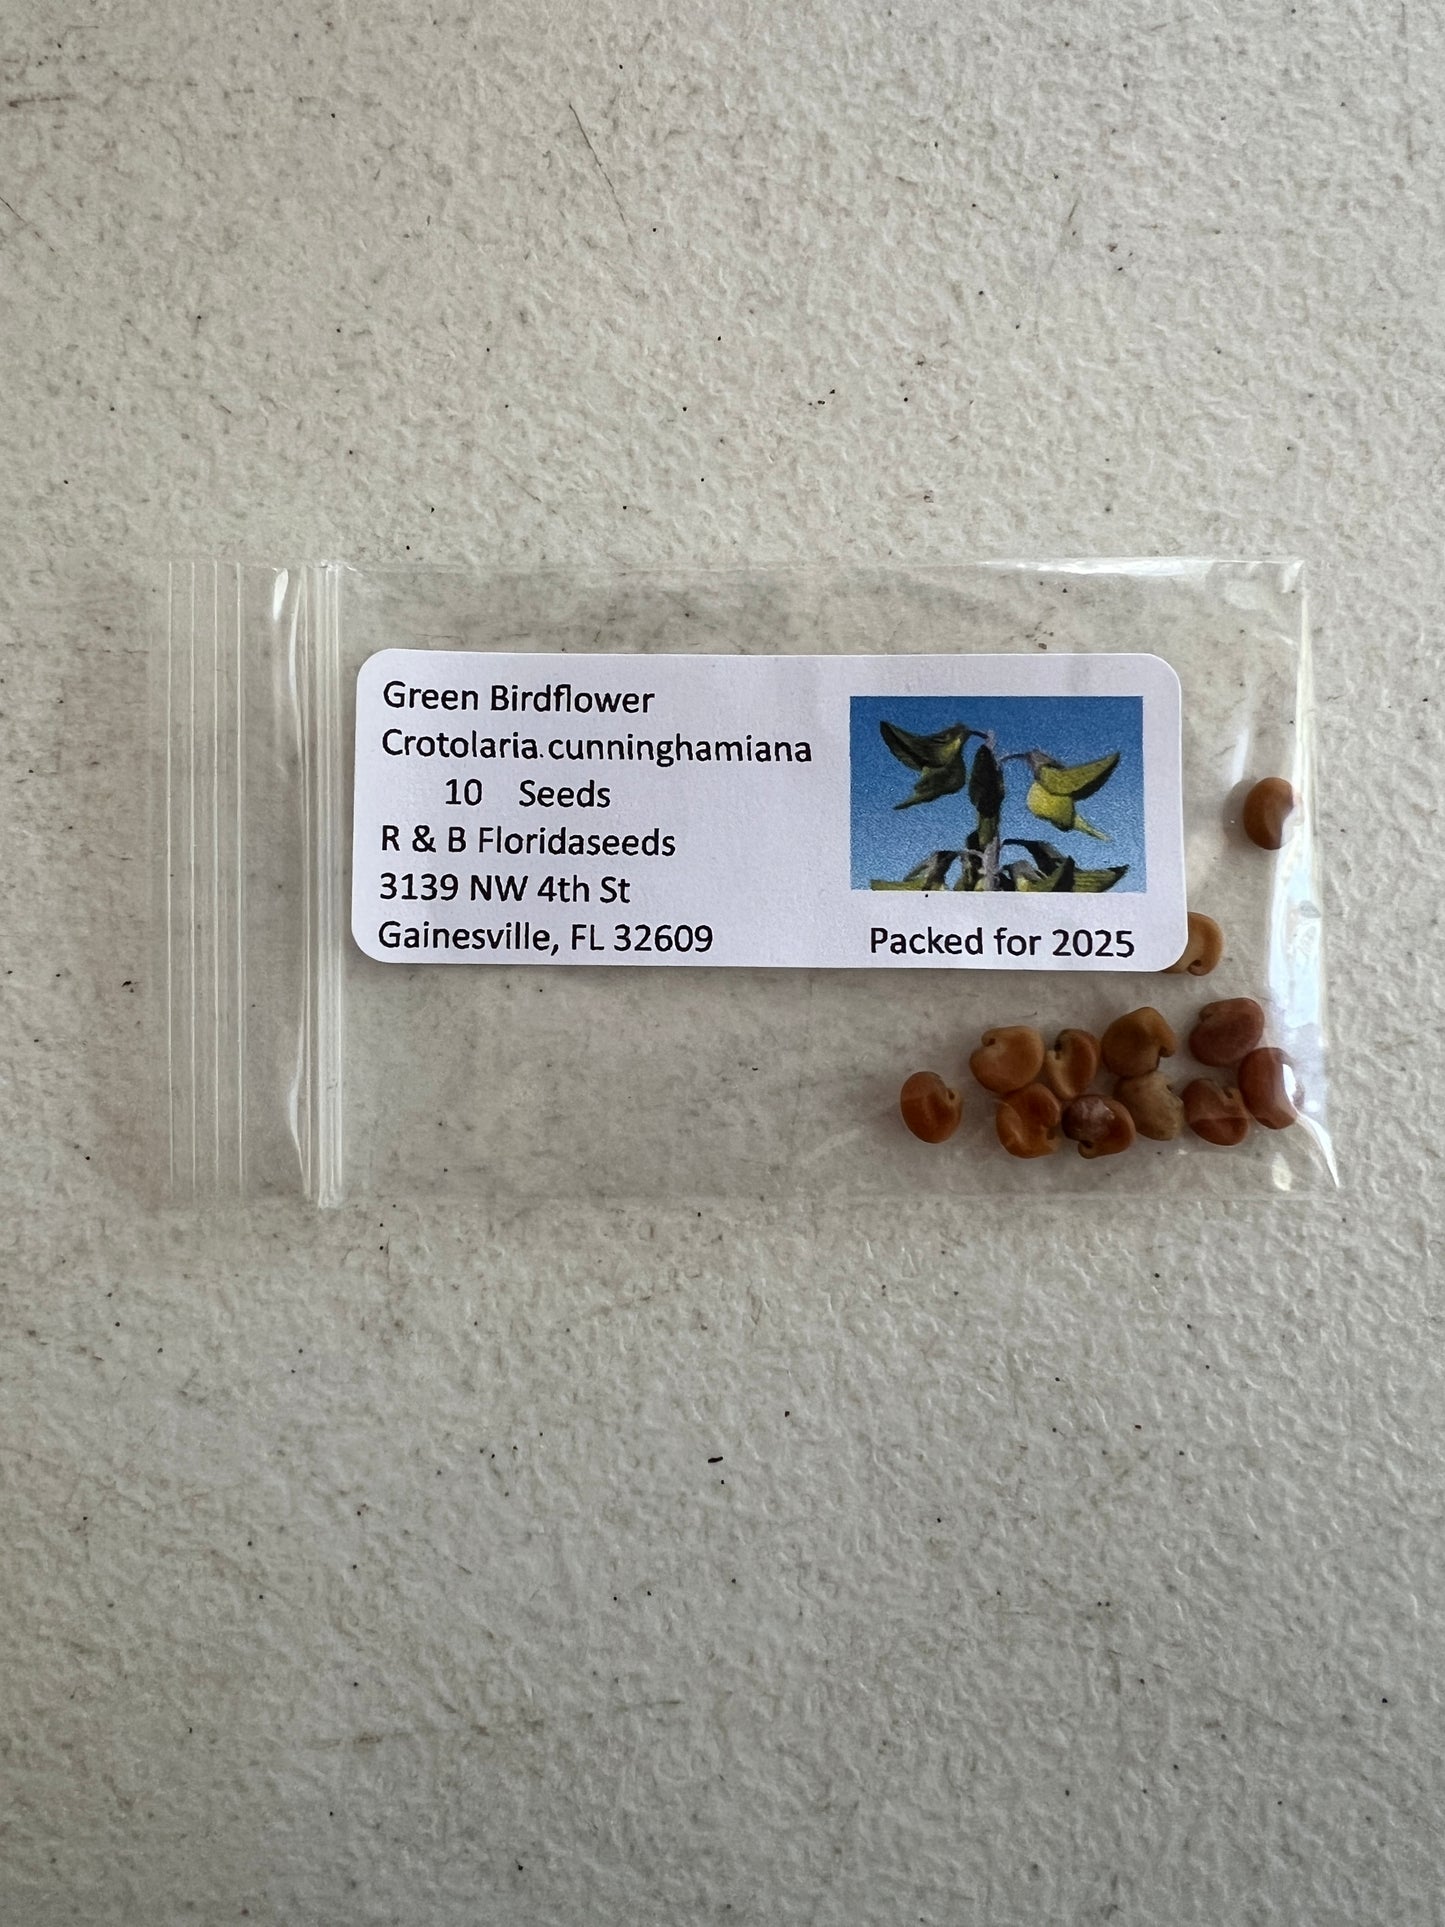 Green Birdflower
Crotolaria cunninghamiana
10 Seeds
R & B Floridaseeds
3139 NW 4th St
Gainesville, FL 32609
Packed for 2025